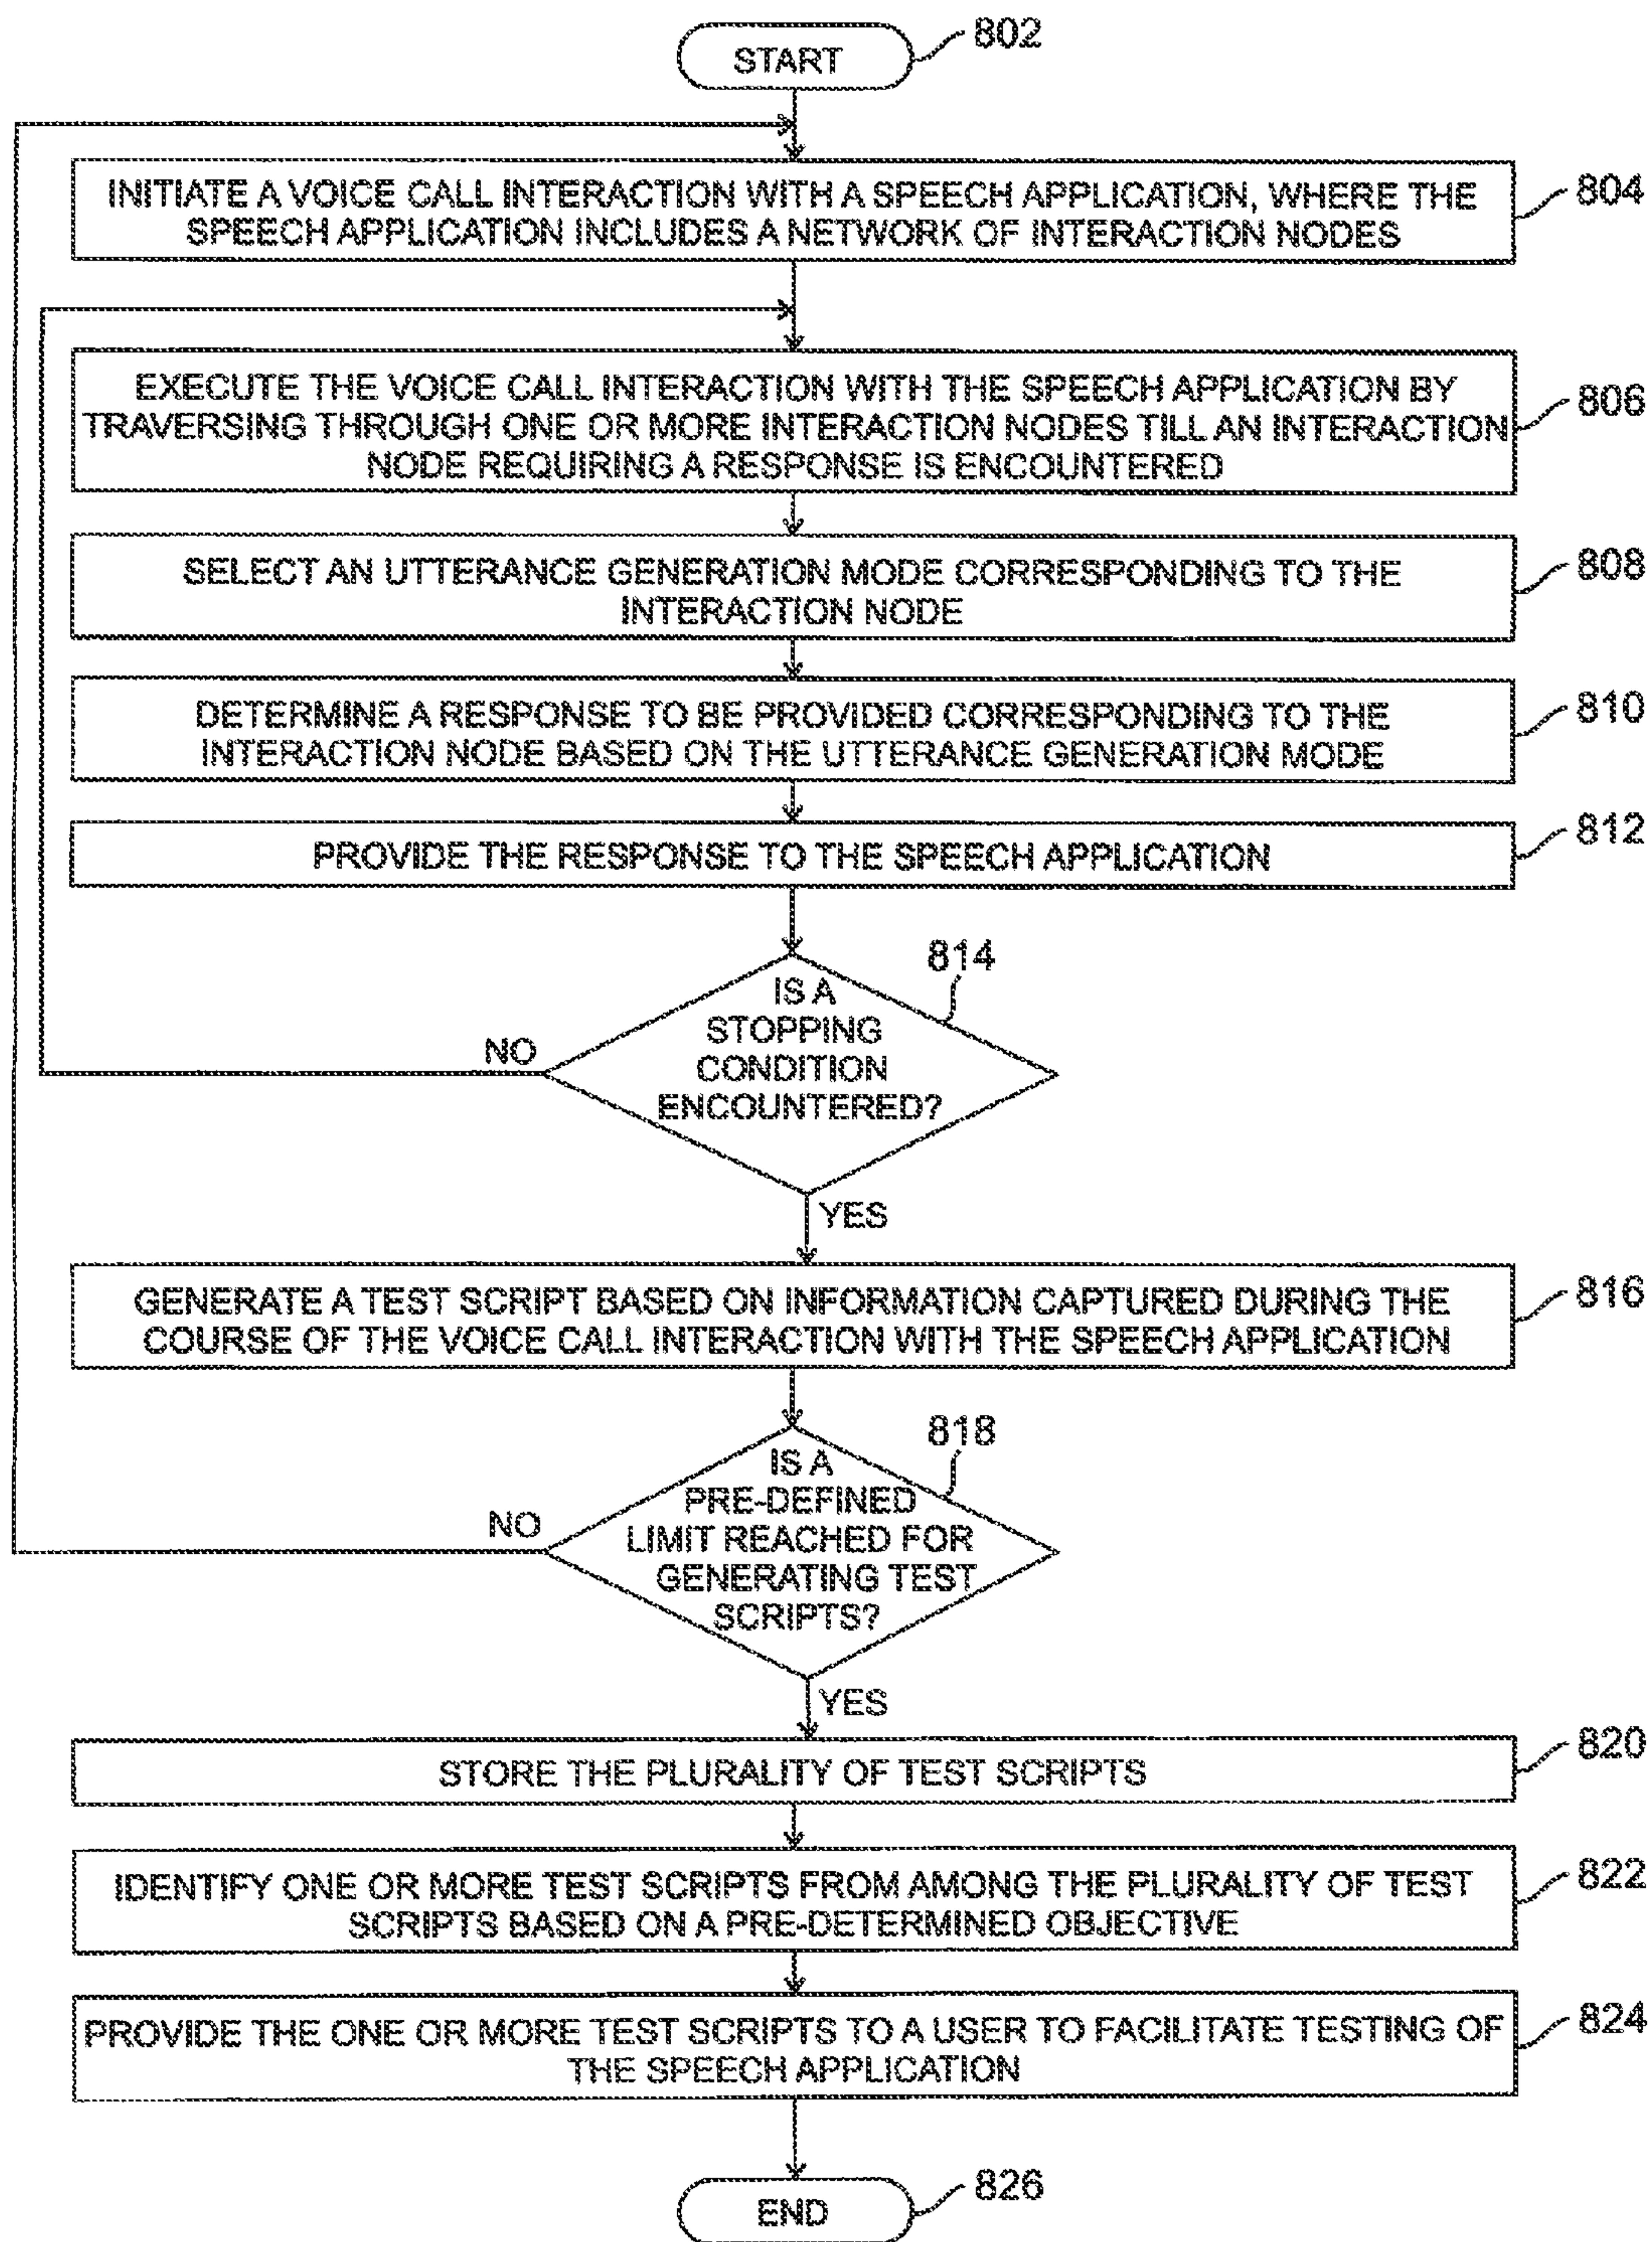 START
802
INITIATE A VOICE CALL INTERACTION WITH A SPEECH APPLICATION, WHERE THE
SPEECH APPLICATION INCLUDES A NETWORK OF INTERACTION NODES
804
EXECUTE THE VOICE CALL INTERACTION WITH THE SPEECH APPLICATION BY
TRAVERSING THROUGH ONE OR MORE INTERACTION NODES TILL AN INTERACTION
NODE REQUIRING A RESPONSE IS ENCOUNTERED
806
SELECT AN UTTERANCE GENERATION MODE CORRESPONDING TO THE
INTERACTION NODE
808
DETERMINE A RESPONSE TO BE PROVIDED CORRESPONDING TO THE
INTERACTION NODE BASED ON THE UTTERANCE GENERATION MODE
810
PROVIDE THE RESPONSE TO THE SPEECH APPLICATION
812
814
IS A
STOPPING
CONDITION
ENCOUNTERED?
NO
YES
GENERATE A TEST SCRIPT BASED ON INFORMATION CAPTURED DURING THE
COURSE OF THE VOICE CALL INTERACTION WITH THE SPEECH APPLICATION
816
818
IS A
PRE-DEFINED
LIMIT REACHED FOR
GENERATING TEST
SCRIPTS?
NO
YES
STORE THE PLURALITY OF TEST SCRIPTS
820
IDENTIFY ONE OR MORE TEST SCRIPTS FROM AMONG THE PLURALITY OF TEST
SCRIPTS BASED ON A PRE-DETERMINED OBJECTIVE
822
PROVIDE THE ONE OR MORE TEST SCRIPTS TO A USER TO FACILITATE TESTING OF
THE SPEECH APPLICATION
824
END
826